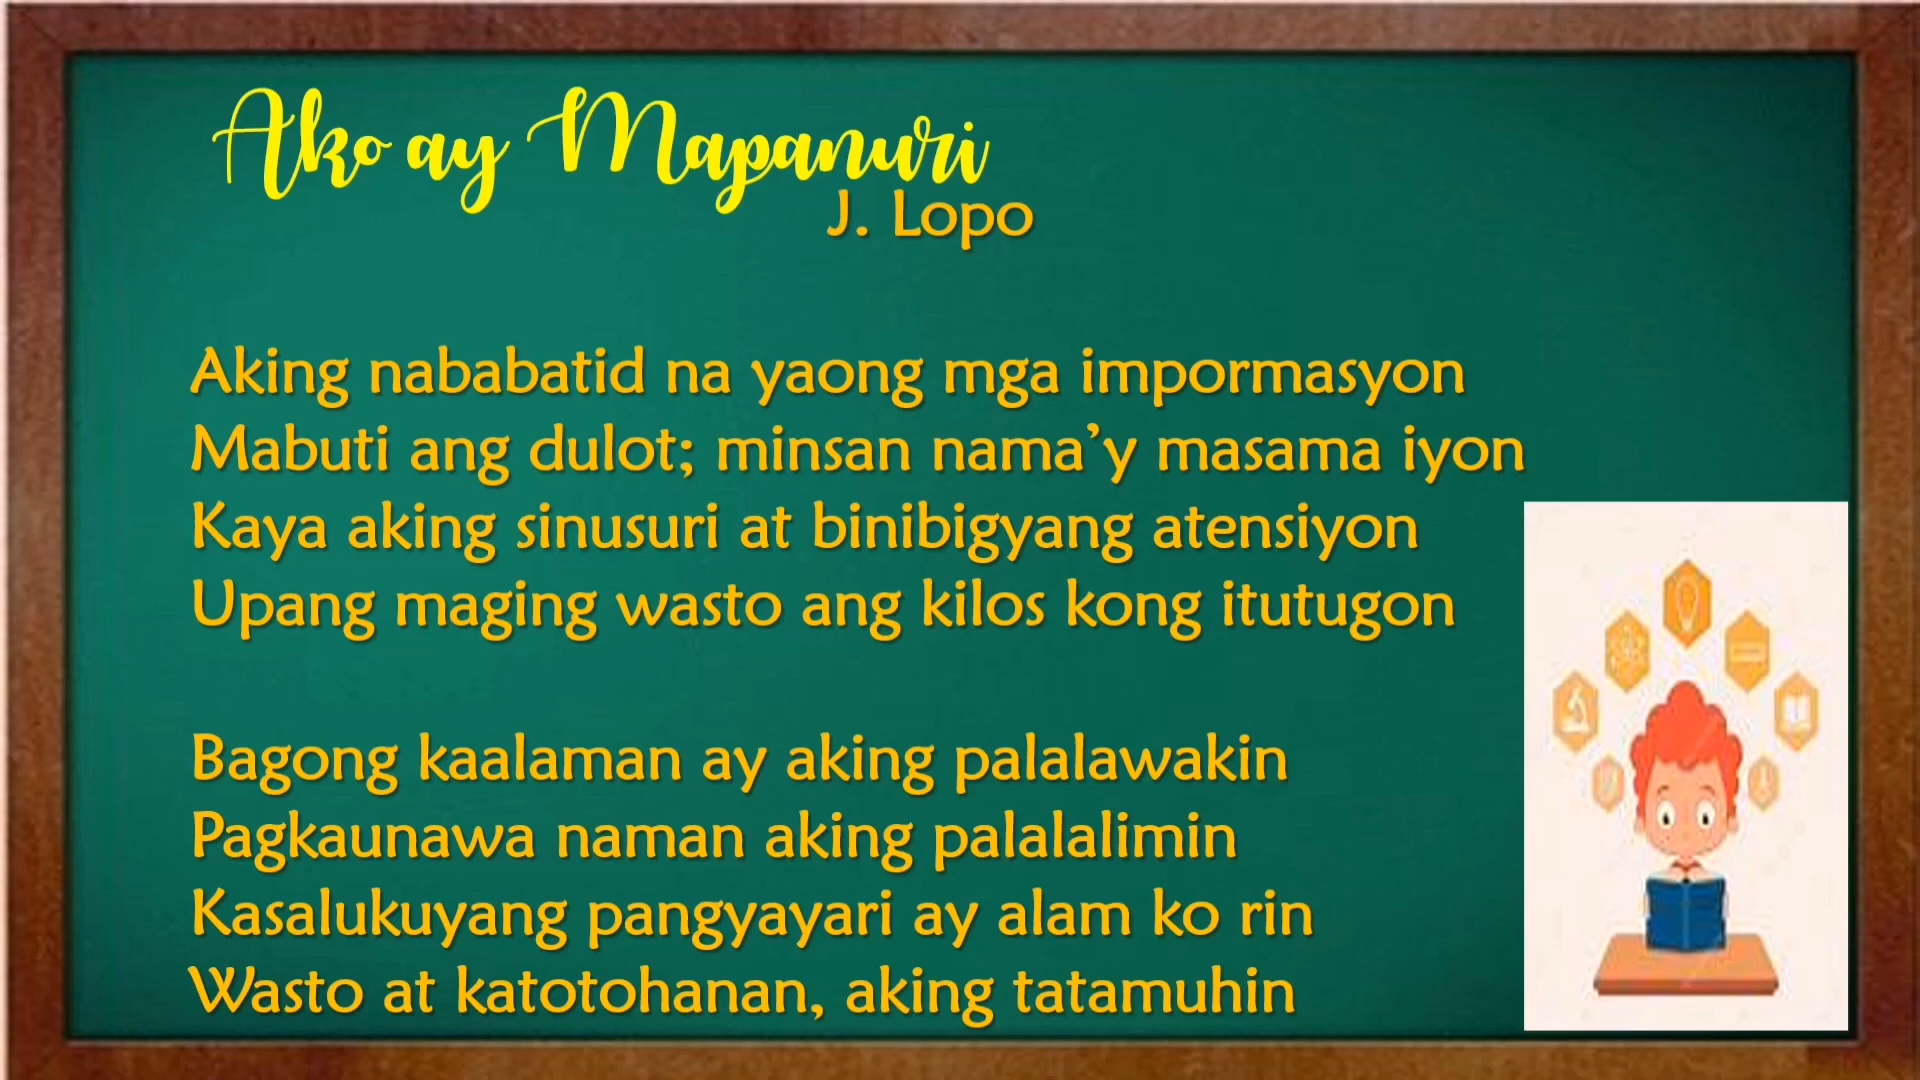 Ako ay Mapanuri
J. Lopo
Aking nababatid na yaong mga impormasyon
Mabuti ang dulot; minsan nama’y masama iyon
Kaya aking sinusuri at binibigyang atensiyon
Upang maging wasto ang kilos kong itutugon
Bagong kaalaman ay aking palalawakin
Pagkaunawa naman aking palalalimin
Kasalukuyang pangyayari ay alam ko rin
Wasto at katotohanan, aking tatamuhin